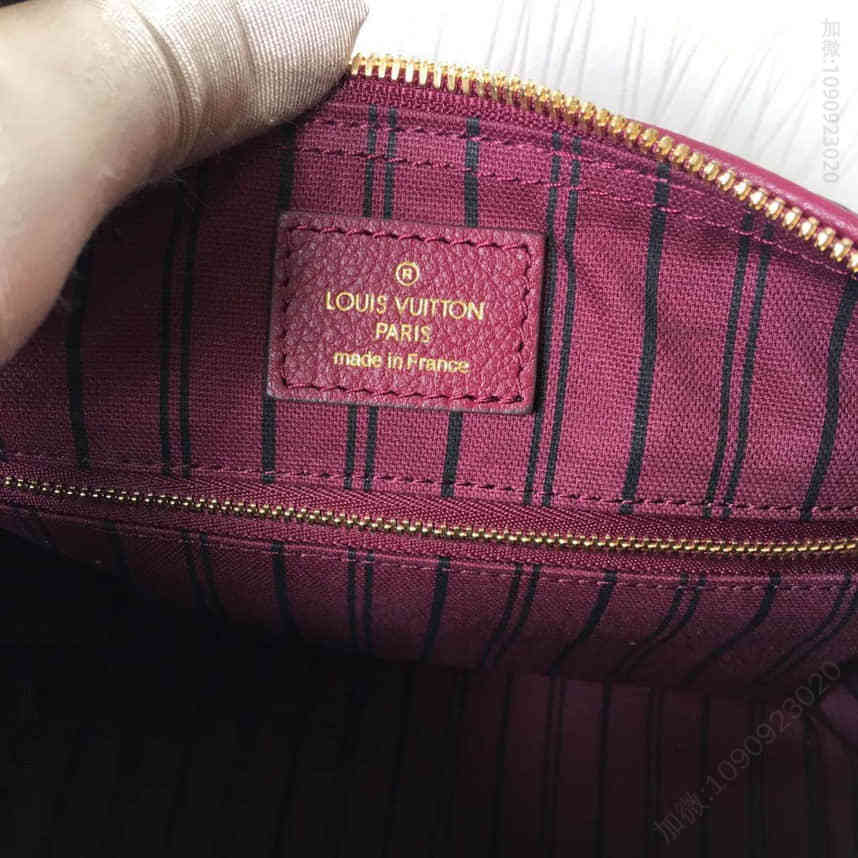 加微:1090923020
®
LOUIS VUITTON
PARIS
made in France
加微:1090923020